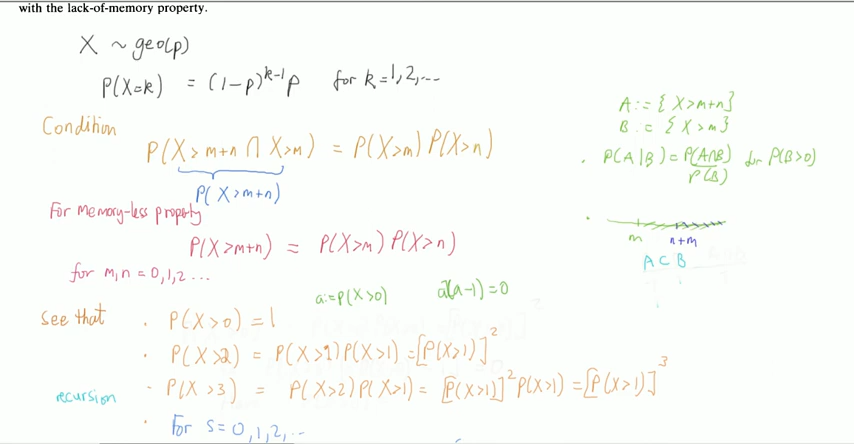 with the lack-of-memory property.
X ~ geo(p)
P(X=k) = (1-p)^{k-1} p for k=1,2,...
Condition
P(X>m+n ∩ X>m) = P(X>m) P(X>n)
P(X>m+n)
For memory-less property
P(X>m+n) = P(X>m) P(X>n)
for m,n = 0,1,2...
a:=P(X>0) a(a-1)=0
See that
· P(X>0) = 1
· P(X>2) = P(X>1) P(X>1) = [P(X>1)]^2
recursion
- P(X>3) = P(X>2) P(X>1) = [P(X>1)]^2 P(X>1) = [P(X>1)]^3
· For s=0,1,2,...
A := { X>m+n}
B := { X>m}
· P(A|B) = P(A∩B) / P(B) for P(B>0)
m n+m
A ⊂ B